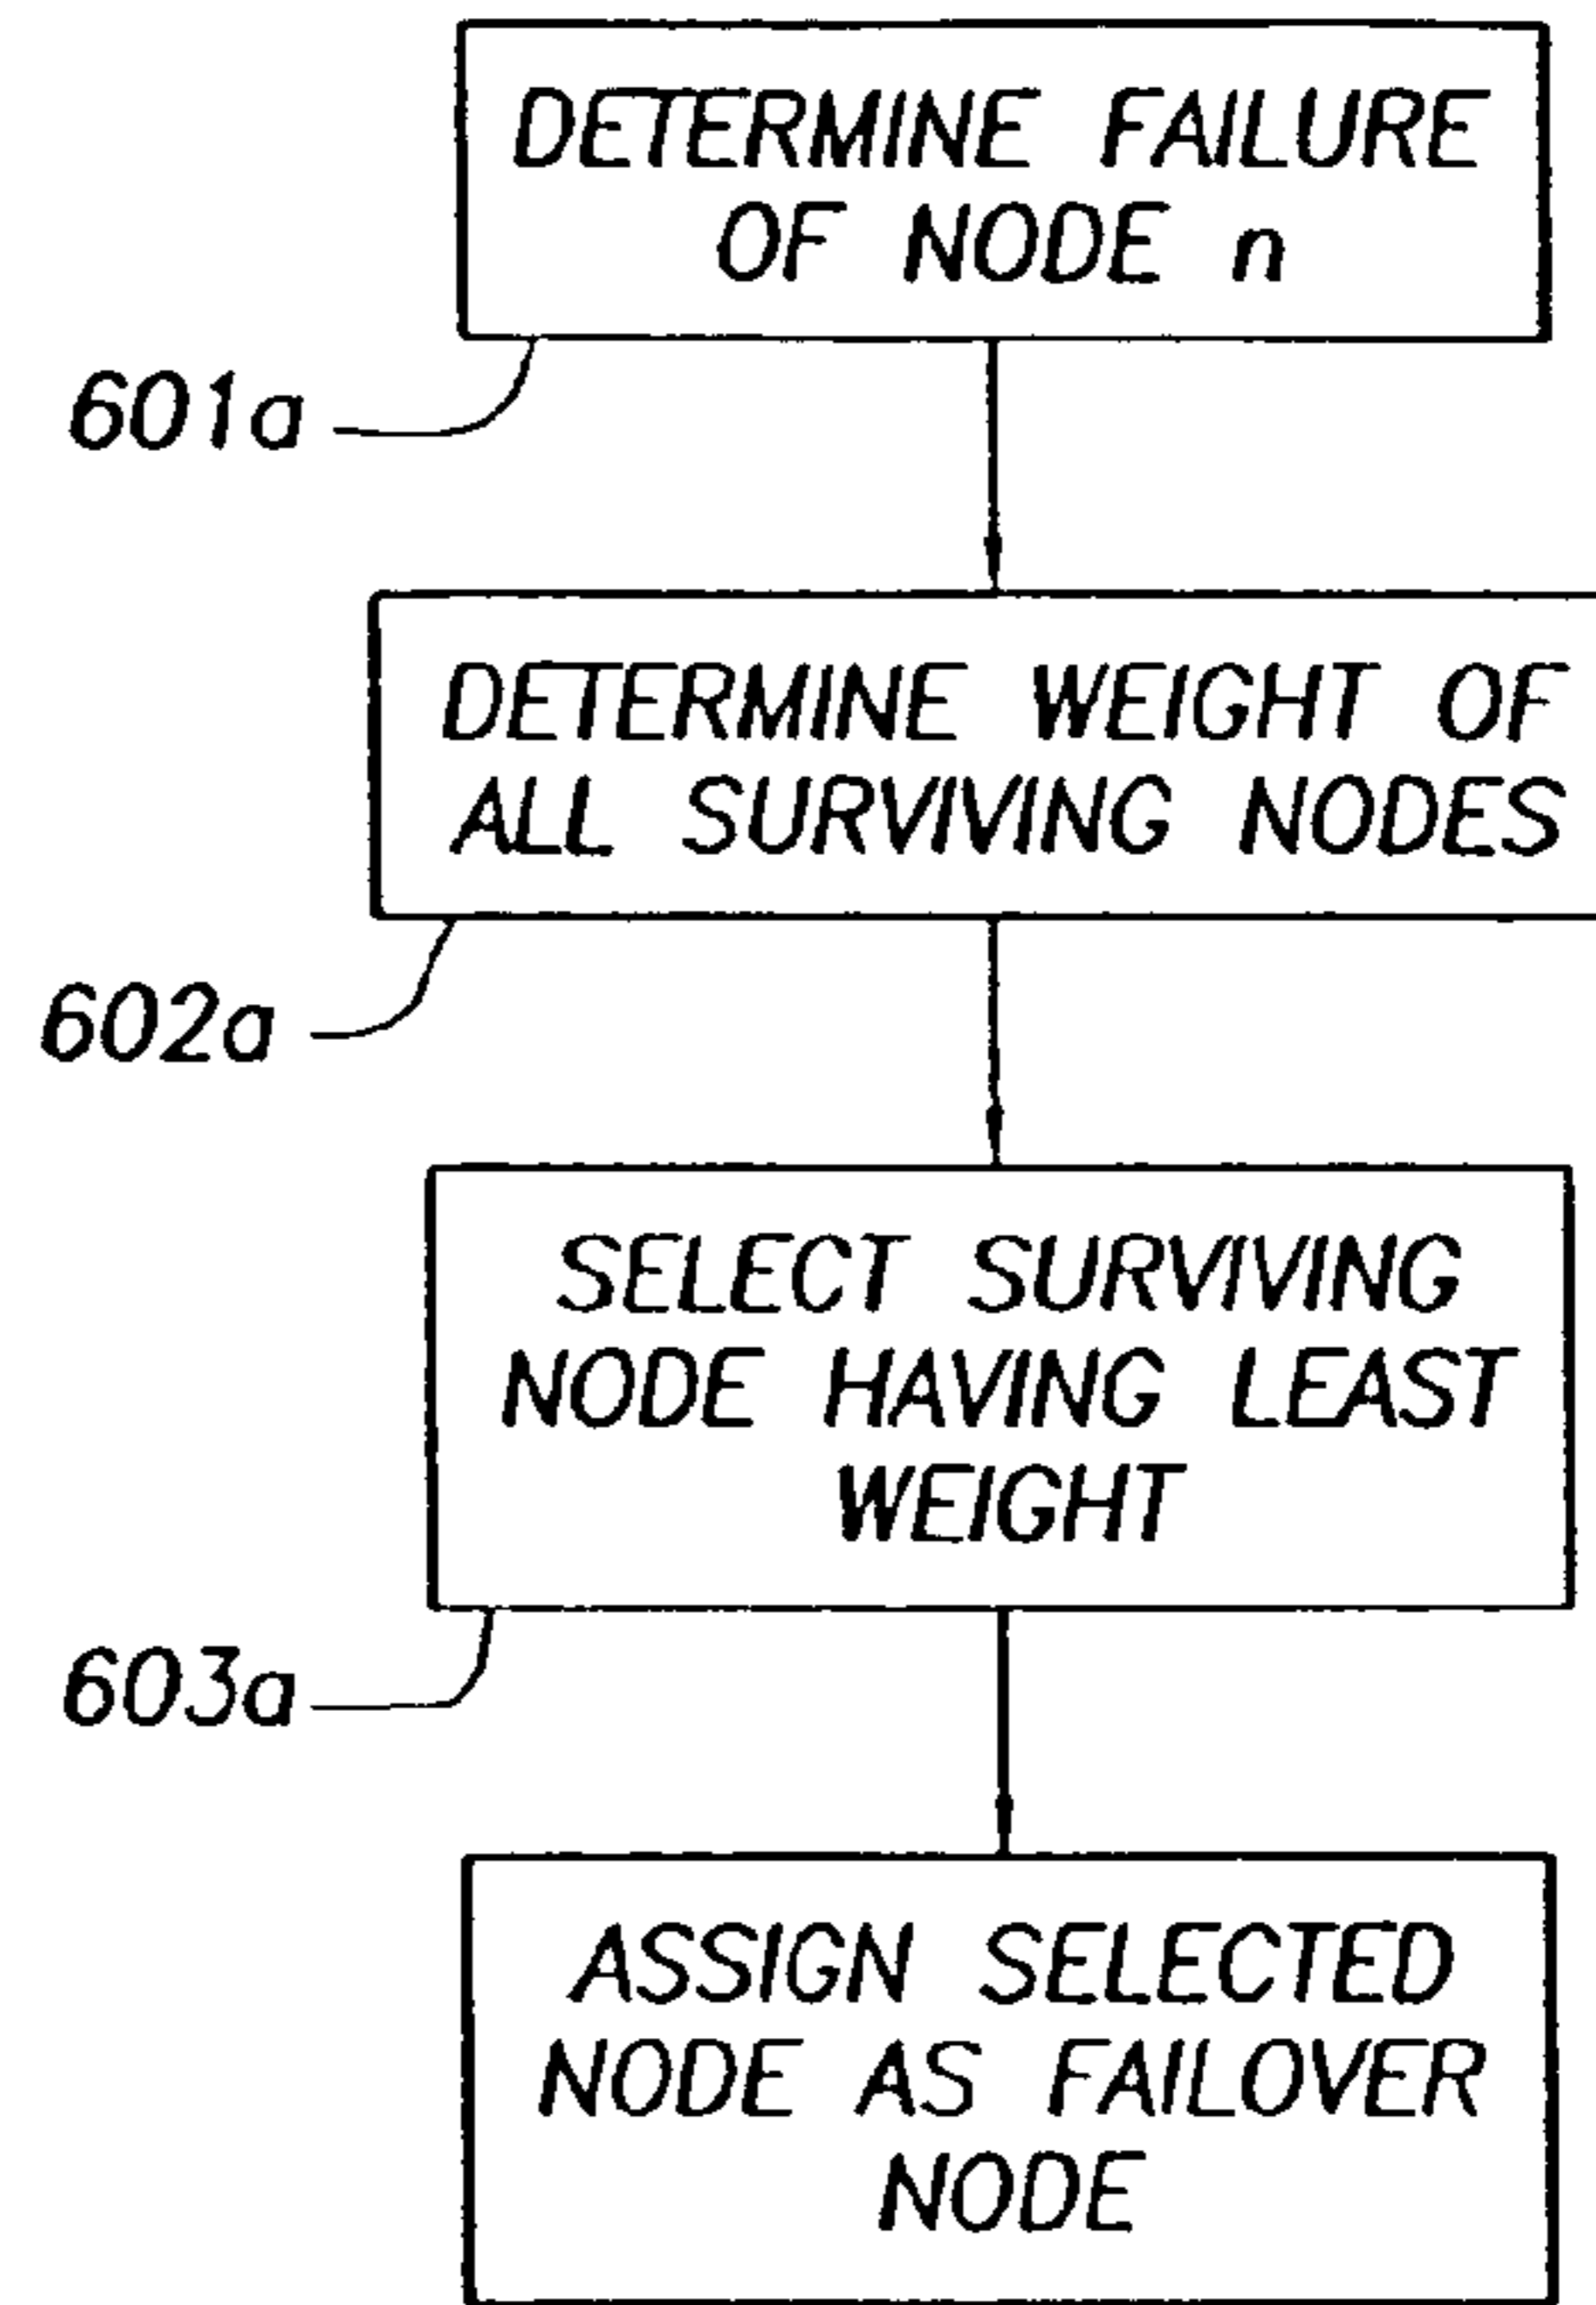 DETERMINE FAILURE
OF NODE n
601a
DETERMINE WEIGHT OF
ALL SURVIVING NODES
602a
SELECT SURVIVING
NODE HAVING LEAST
WEIGHT
603a
ASSIGN SELECTED
NODE AS FAILOVER
NODE